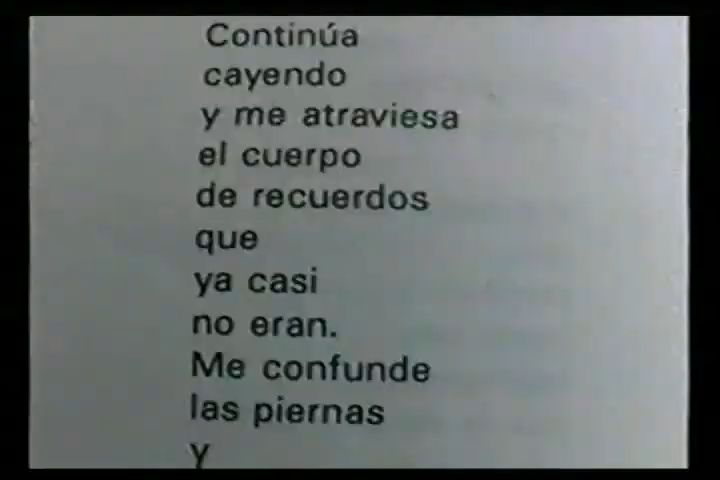 Continúa
cayendo
y me atraviesa
el cuerpo
de recuerdos
que
ya casi
no eran.
Me confunde
las piernas
y